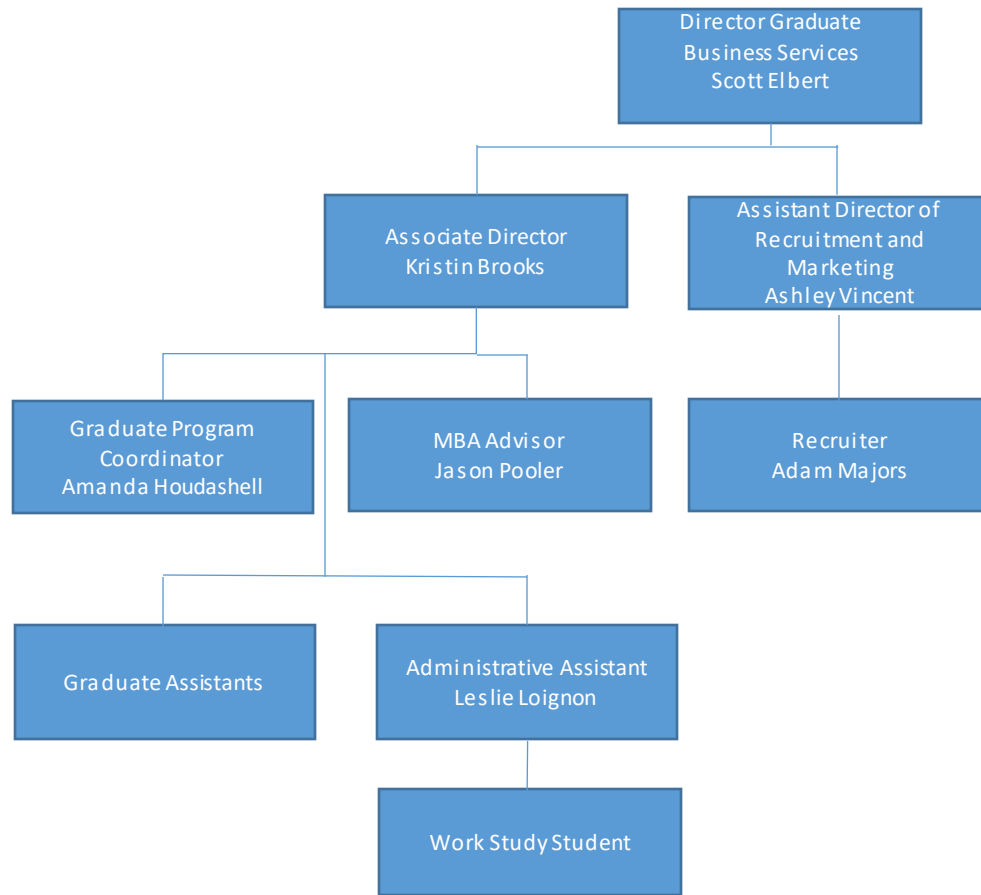 Director Graduate
Business Services
Scott Elbert
Associate Director
Kristin Brooks
Assistant Director of
Recruitment and
Marketing
Ashley Vincent
Graduate Program
Coordinator
Amanda Houdashell
MBA Advisor
Jason Pooler
Recruiter
Adam Majors
Graduate Assistants
Administrative Assistant
Leslie Loignon
Work Study Student